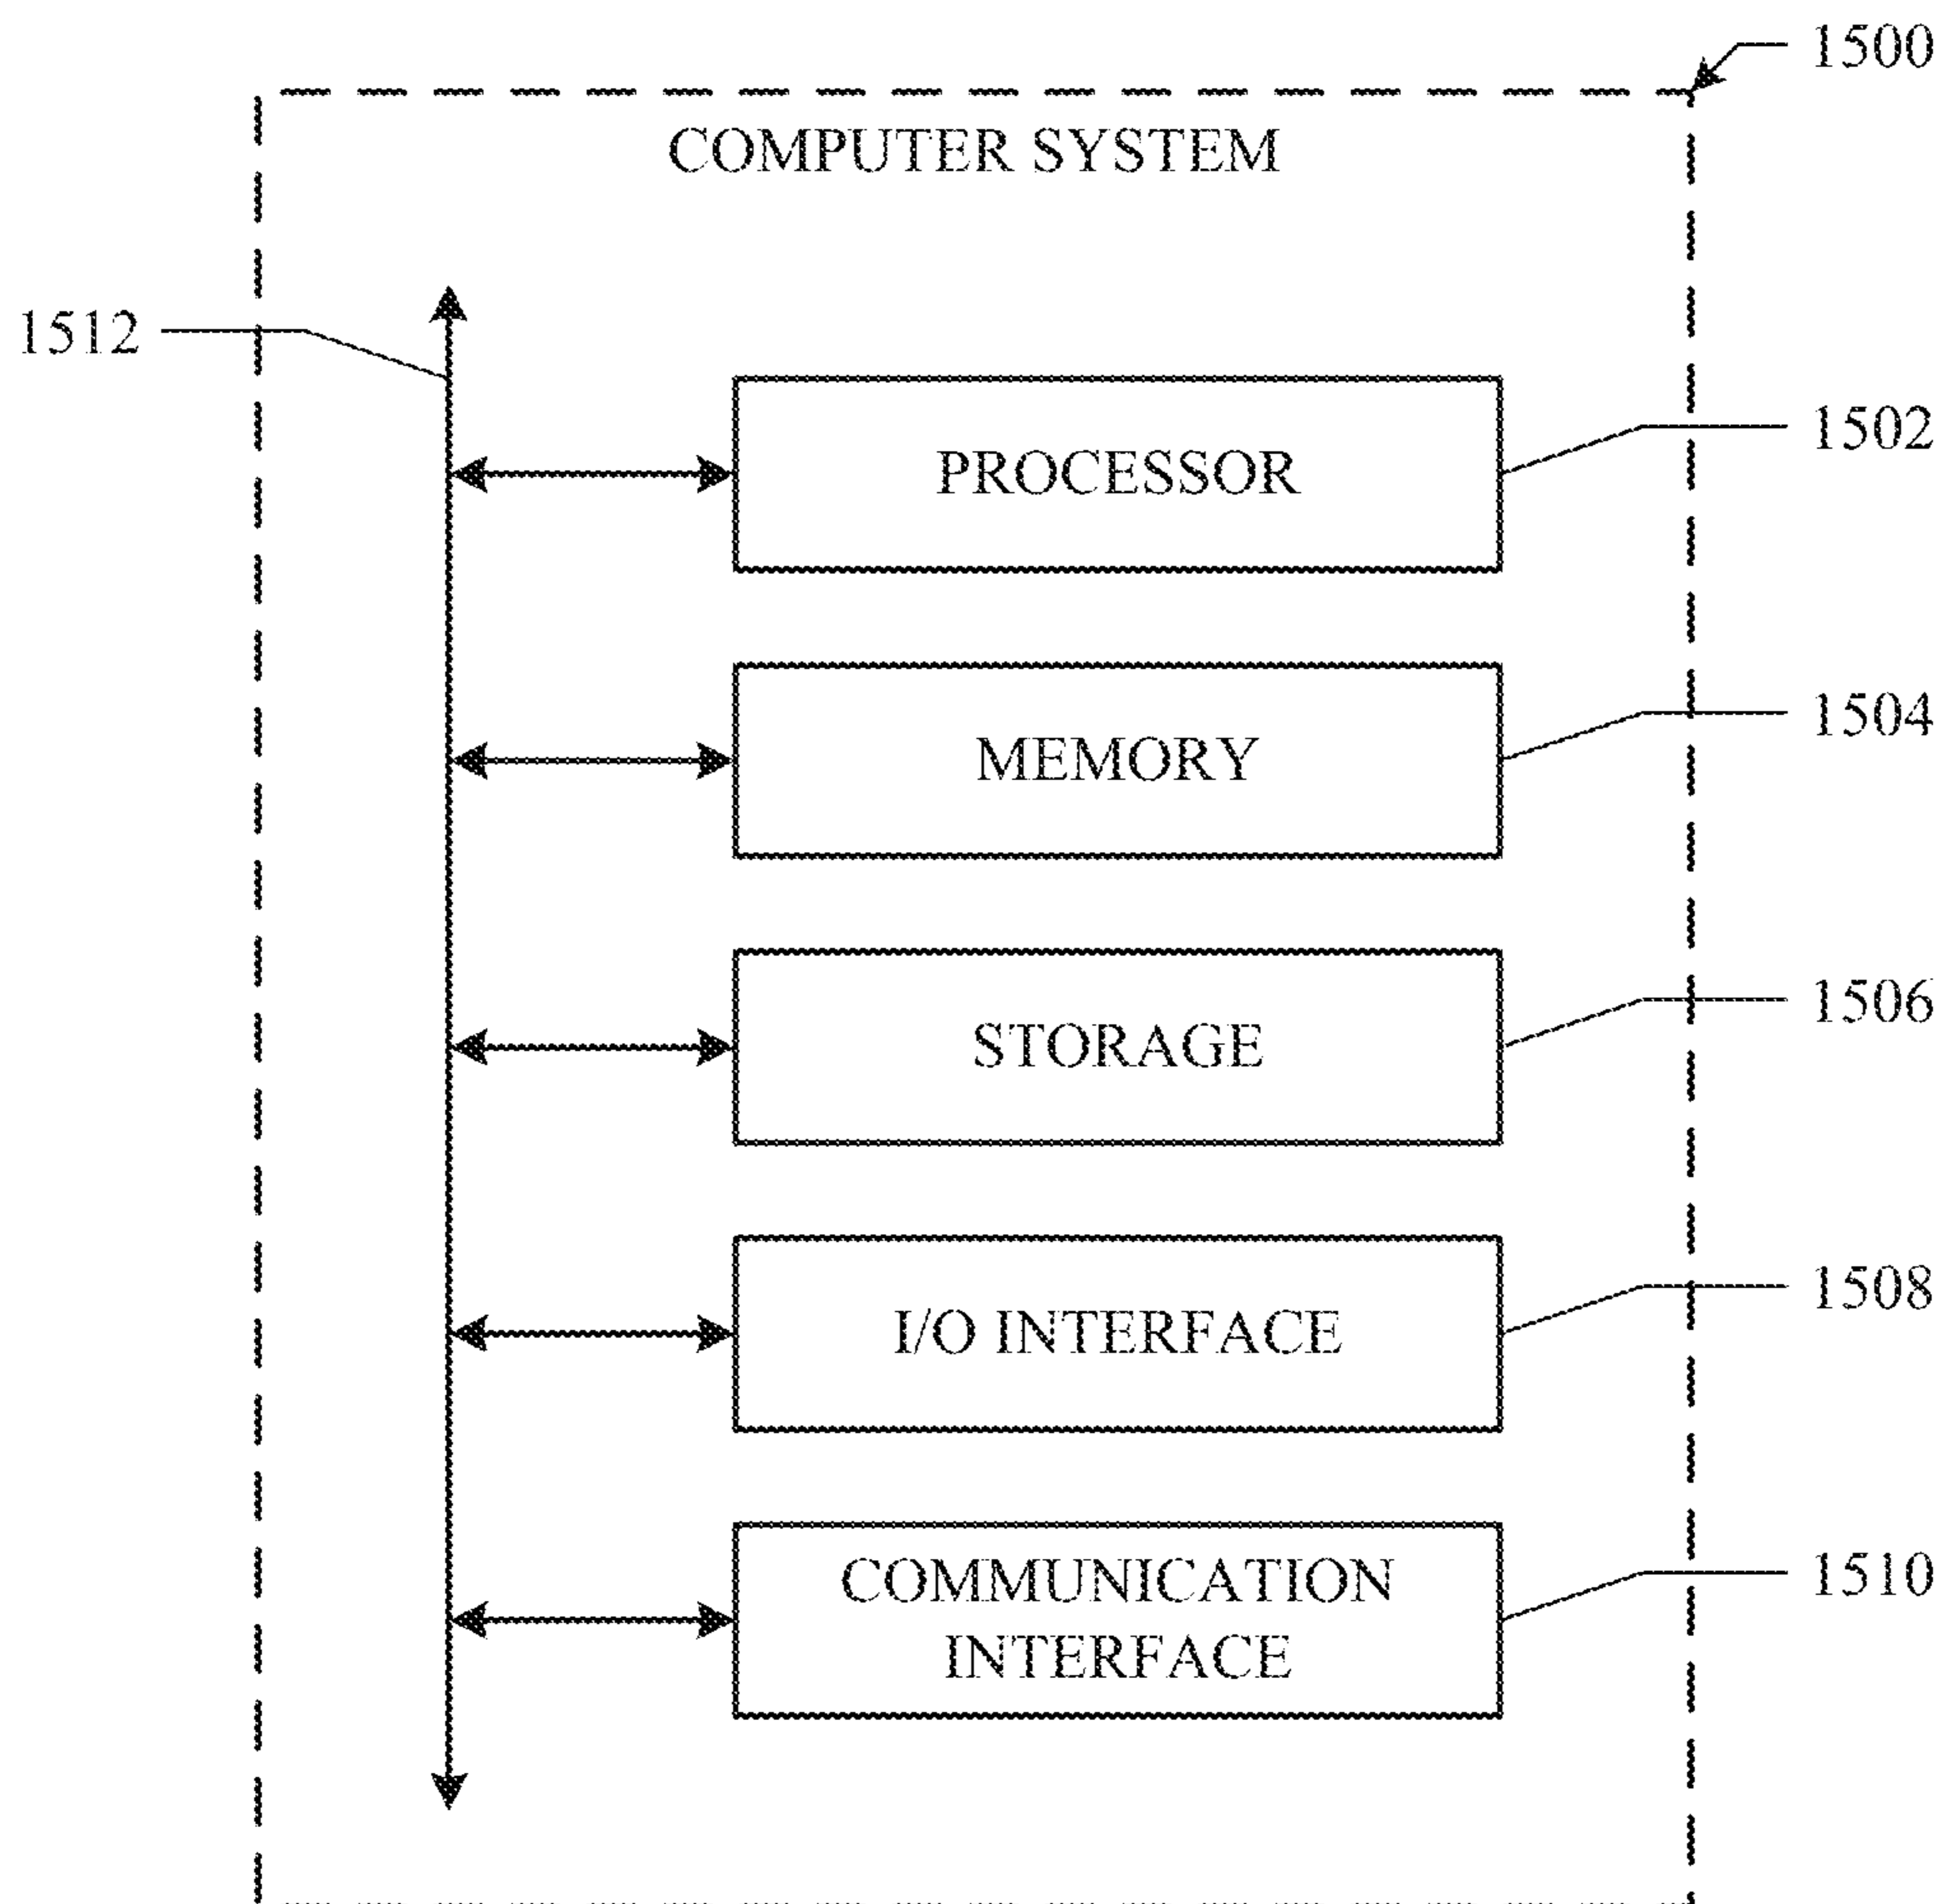 1500
COMPUTER SYSTEM
1512
PROCESSOR
1502
MEMORY
1504
STORAGE
1506
I/O INTERFACE
1508
COMMUNICATION
INTERFACE
1510